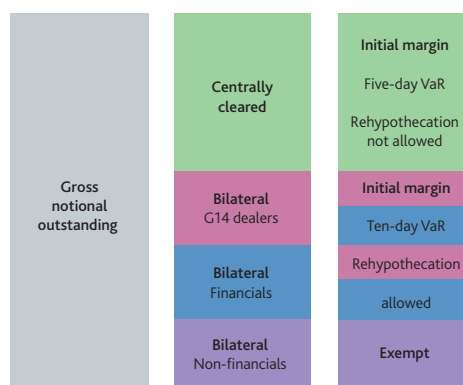 Gross
notional
outstanding
Centrally
cleared
Bilateral
G14 dealers
Bilateral
Financials
Bilateral
Non-financials
Initial margin
Five-day VaR
Rehypothecation
not allowed
Initial margin
Ten-day VaR
Rehypothecation
allowed
Exempt